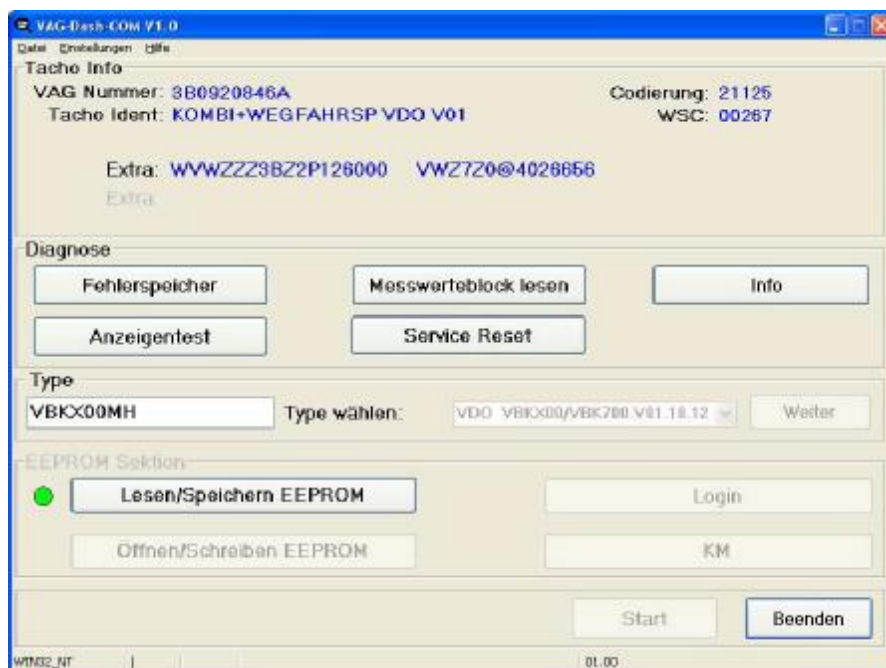 VAG-Dash-COM V1.0
Datei Einstellungen Hilfe
Tacho Info
VAG Nummer: 3B0920846A Codierung: 21125
Tacho Ident: KOMBI+WEGFAHRSP VDO V01 WSC: 00267
Extra: WVWZZZ3BZ2P126000 VWZ7Z0@4026656
Extra:
Diagnose
Fehlerspeicher Messwerteblock lesen Info
Anzeigentest Service Reset
Type
VBKX00MH Type wählen: VDO VBKX00/VBK700 V01.10.12 Weiter
EEPROM Sektion
Lesen/Speichern EEPROM Login
Öffnen/Schreiben EEPROM KM
Start Beenden
WIN32_NT 01.00